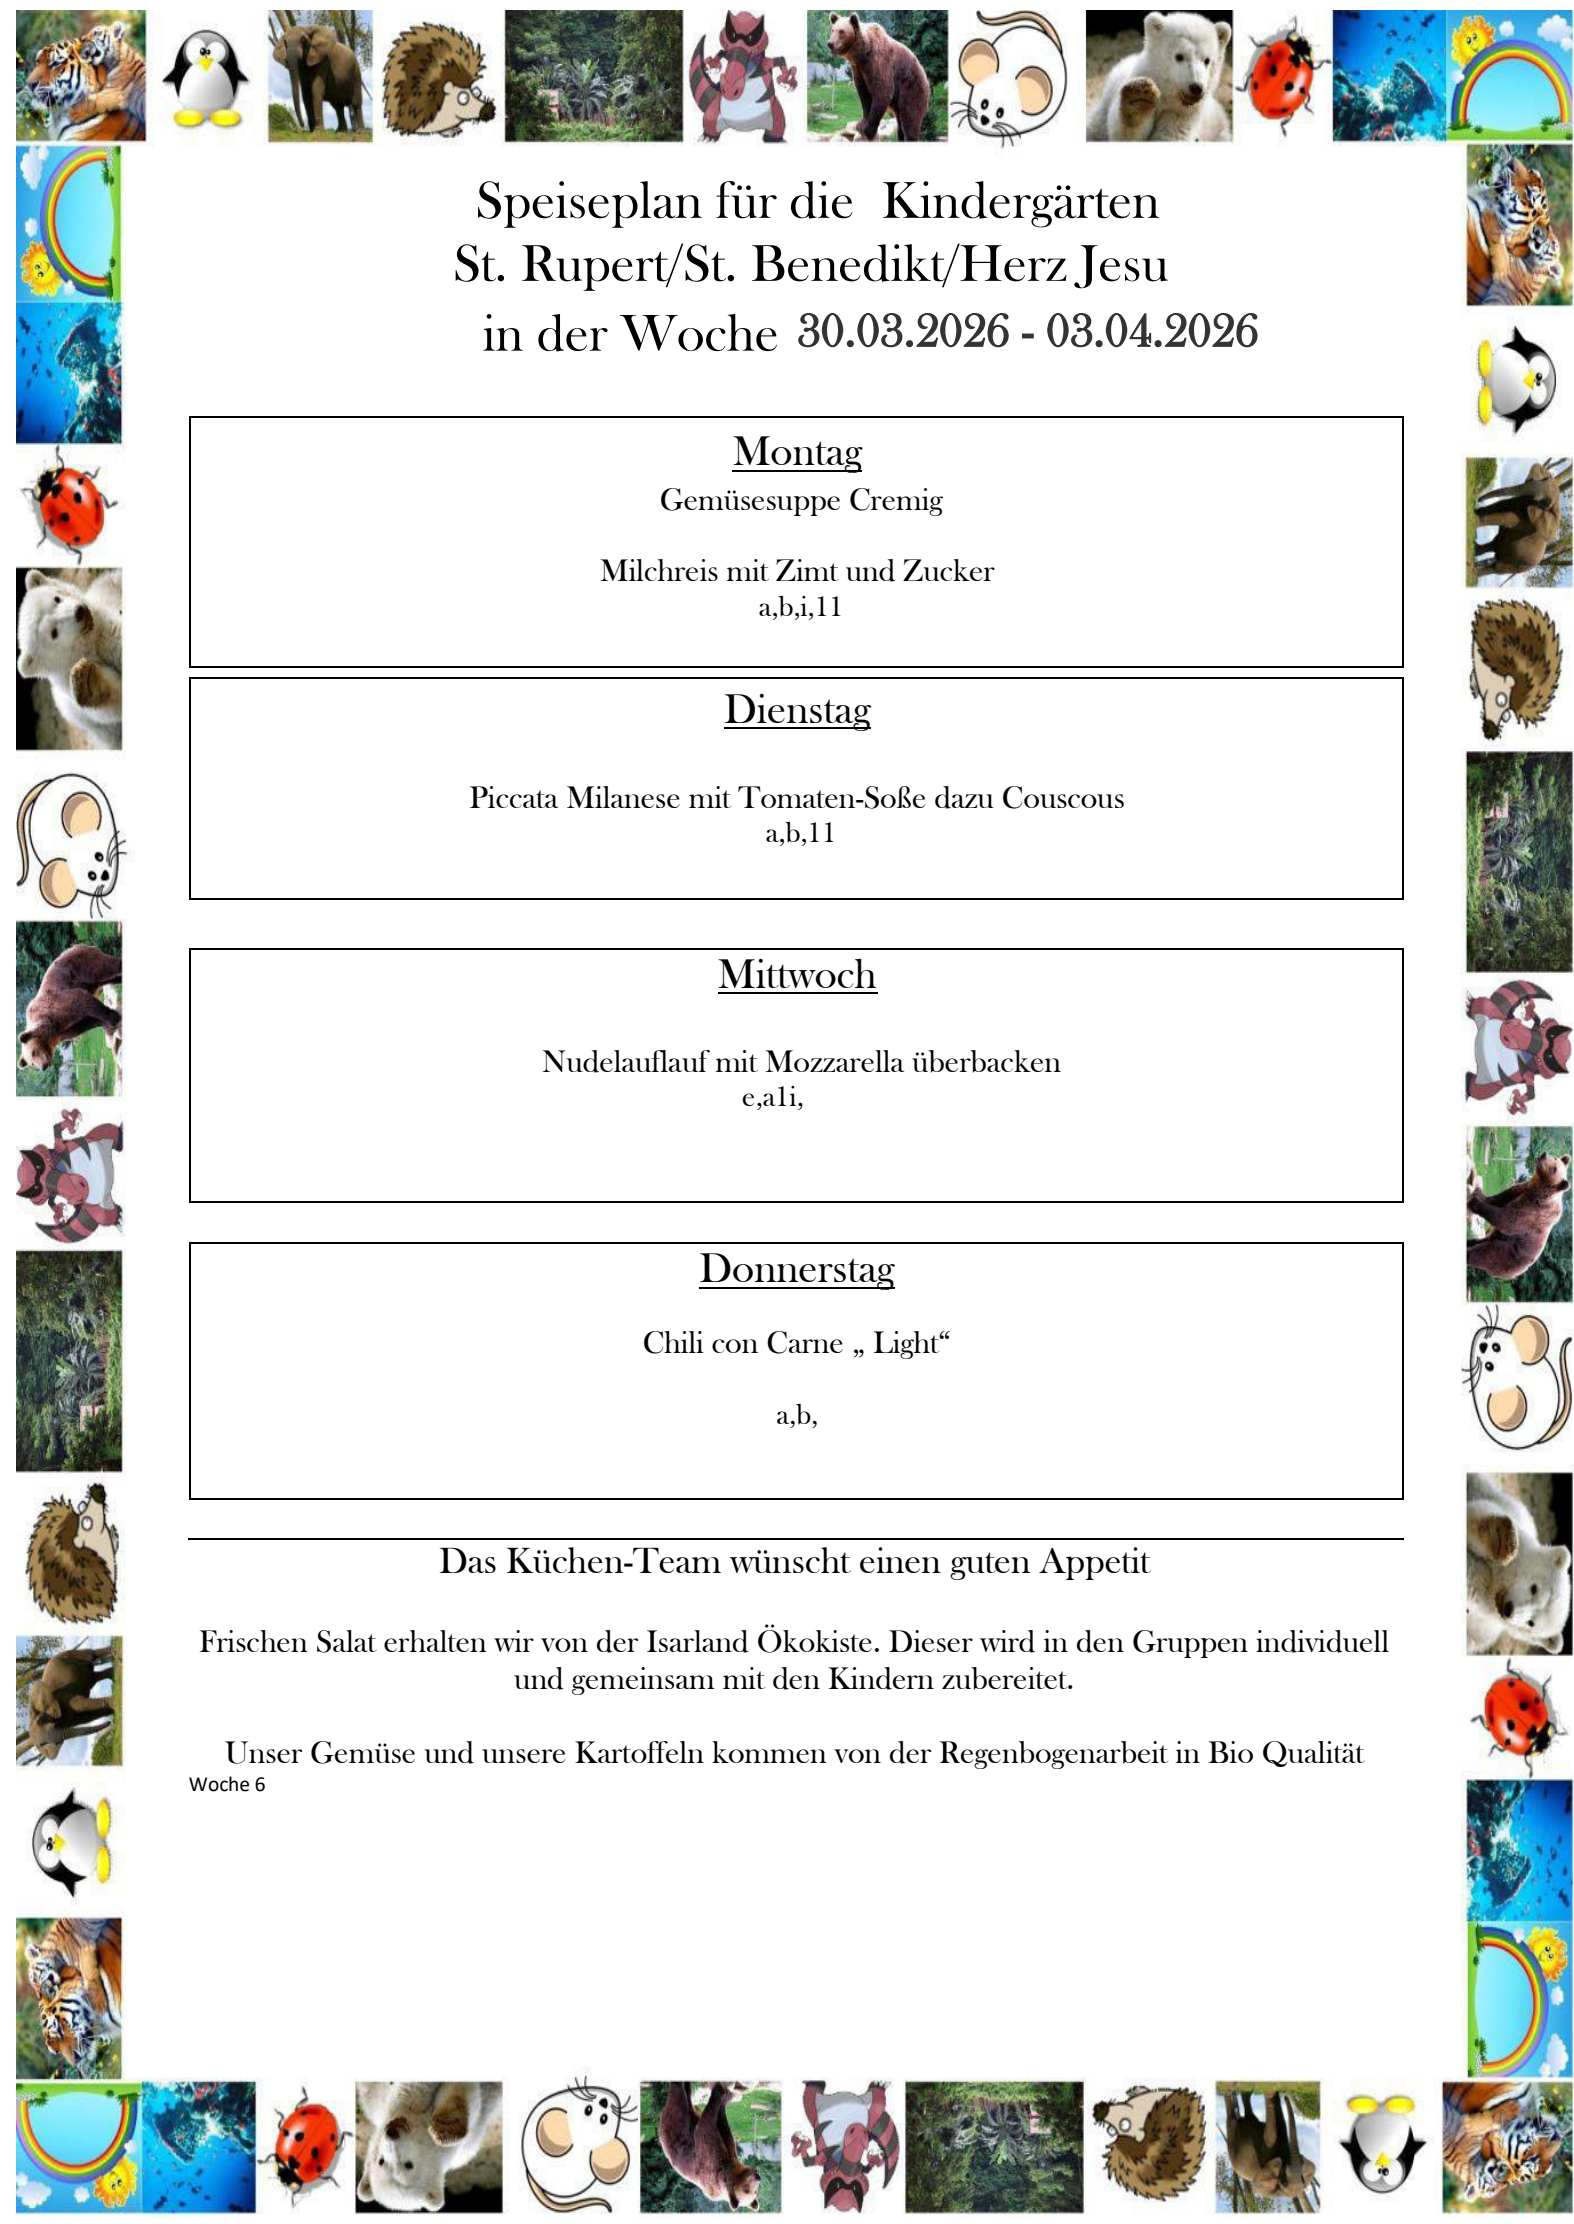 Speiseplan für die Kindergärten
St. Rupert/St. Benedikt/Herz Jesu
in der Woche 30.03.2026 - 03.04.2026
Montag
Gemüsesuppe Cremig
Milchreis mit Zimt und Zucker
a,b,i,11
Dienstag
Piccata Milanese mit Tomaten-Soße dazu Couscous
a,b,11
Mittwoch
Nudelauflauf mit Mozzarella überbacken
e,a1i,
Donnerstag
Chili con Carne „ Light“
a,b,
Das Küchen-Team wünscht einen guten Appetit
Frischen Salat erhalten wir von der Isarland Ökokiste. Dieser wird in den Gruppen individuell
und gemeinsam mit den Kindern zubereitet.
Unser Gemüse und unsere Kartoffeln kommen von der Regenbogenarbeit in Bio Qualität
Woche 6